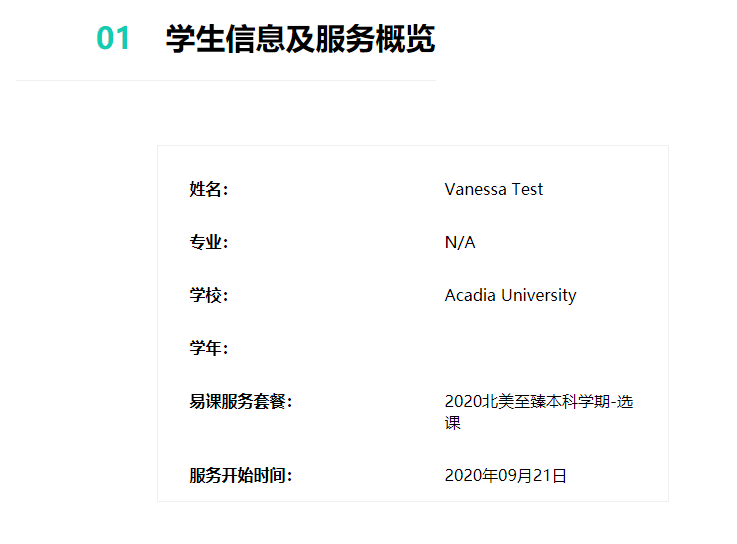 01 学生信息及服务概览
姓名： Vanessa Test
专业： N/A
学校： Acadia University
学年：
易课服务套餐： 2020北美至臻本科学期-选
课
服务开始时间： 2020年09月21日